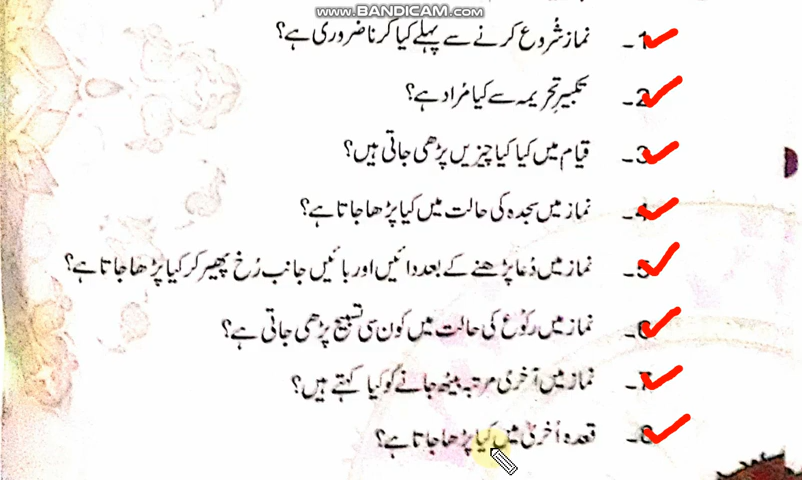 www.BANDICAM.com
1۔ نماز شُروع کرنے سے پہلے کیا کرنا ضروری ہے؟
2۔ تکبیرِ تحریمہ سے کیا مُراد ہے؟
3۔ قیام میں کیا کیا چیزیں پڑھی جاتی ہیں؟
4۔ نماز میں سجدہ کی حالت میں کیا پڑھا جاتا ہے؟
5۔ نماز میں دُعا پڑھنے کے بعد دائیں اور بائیں جانب رُخ پھیر کر کیا پڑھا جاتا ہے؟
6۔ نماز میں رکوُع کی حالت میں کون سی تسبیح پڑھی جاتی ہے؟
7۔ نماز میں آخری مرتبہ بیٹھ جانے کو کیا کہتے ہیں؟
8۔ قعدہ اُخریٰ میں کیا پڑھا جاتا ہے؟